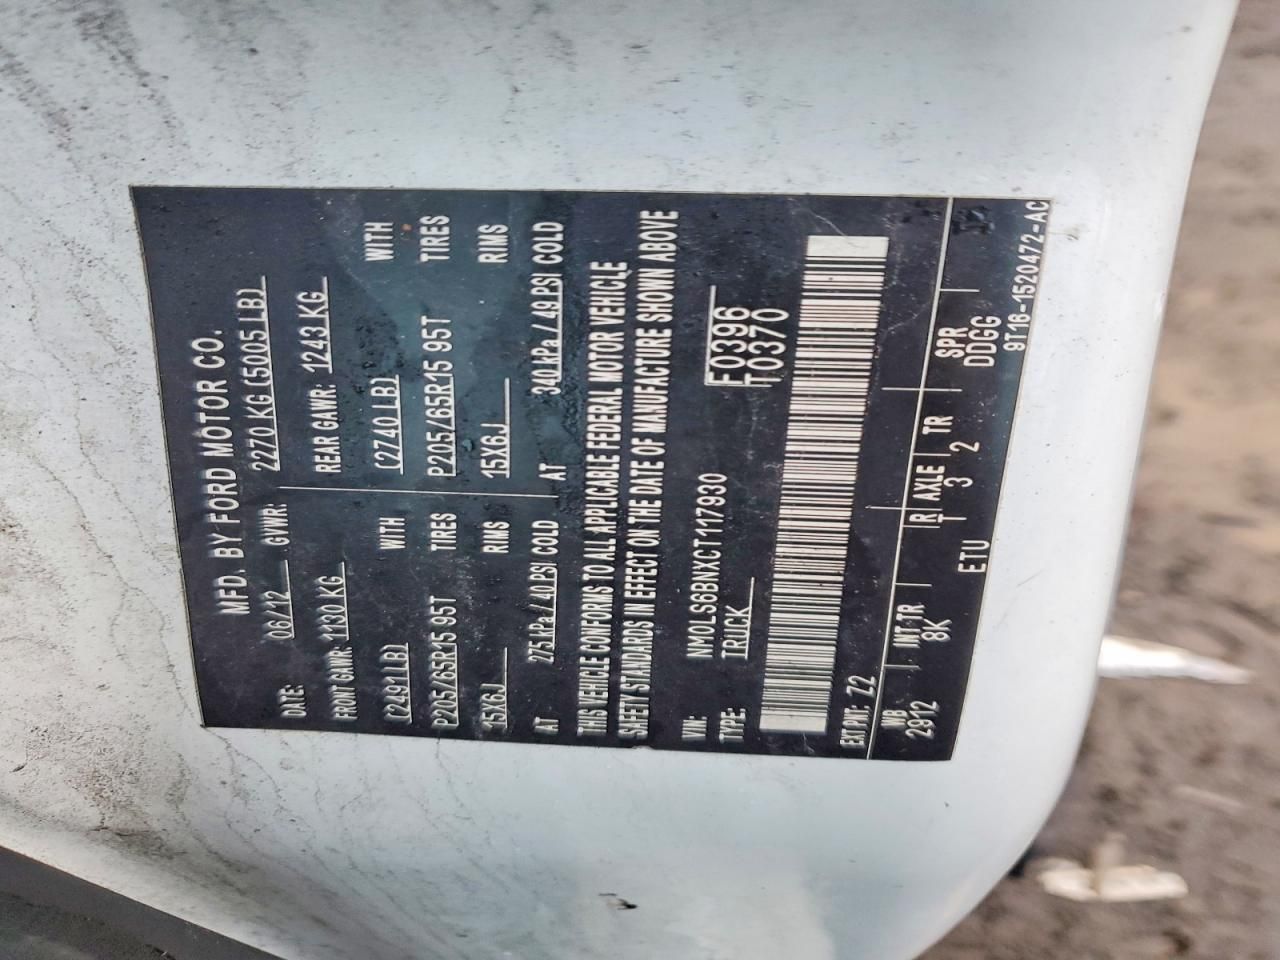 MFD. BY FORD MOTOR CO.
DATE: 06/12 GVWR: 2270 KG (5005 LB)
FRONT GAWR: 1130 KG REAR GAWR: 1243 KG
(2491 LB) WITH (2740 LB) WITH
P205/65R15 95T TIRES P205/65R15 95T TIRES
15X6J RIMS 15X6J RIMS
AT 275 kPa / 40 PSI COLD AT 340 kPa / 49 PSI COLD
THIS VEHICLE CONFORMS TO ALL APPLICABLE FEDERAL MOTOR VEHICLE
SAFETY STANDARDS IN EFFECT ON THE DATE OF MANUFACTURE SHOWN ABOVE
VIN: NM0LS6BNXCT117930 F0396
TYPE: TRUCK T0370
EXT PNT: Z2
WB INT TR R AXLE TR SPR
2912 8K 3 2 DDGG
ETU 9T16-1520472-AC